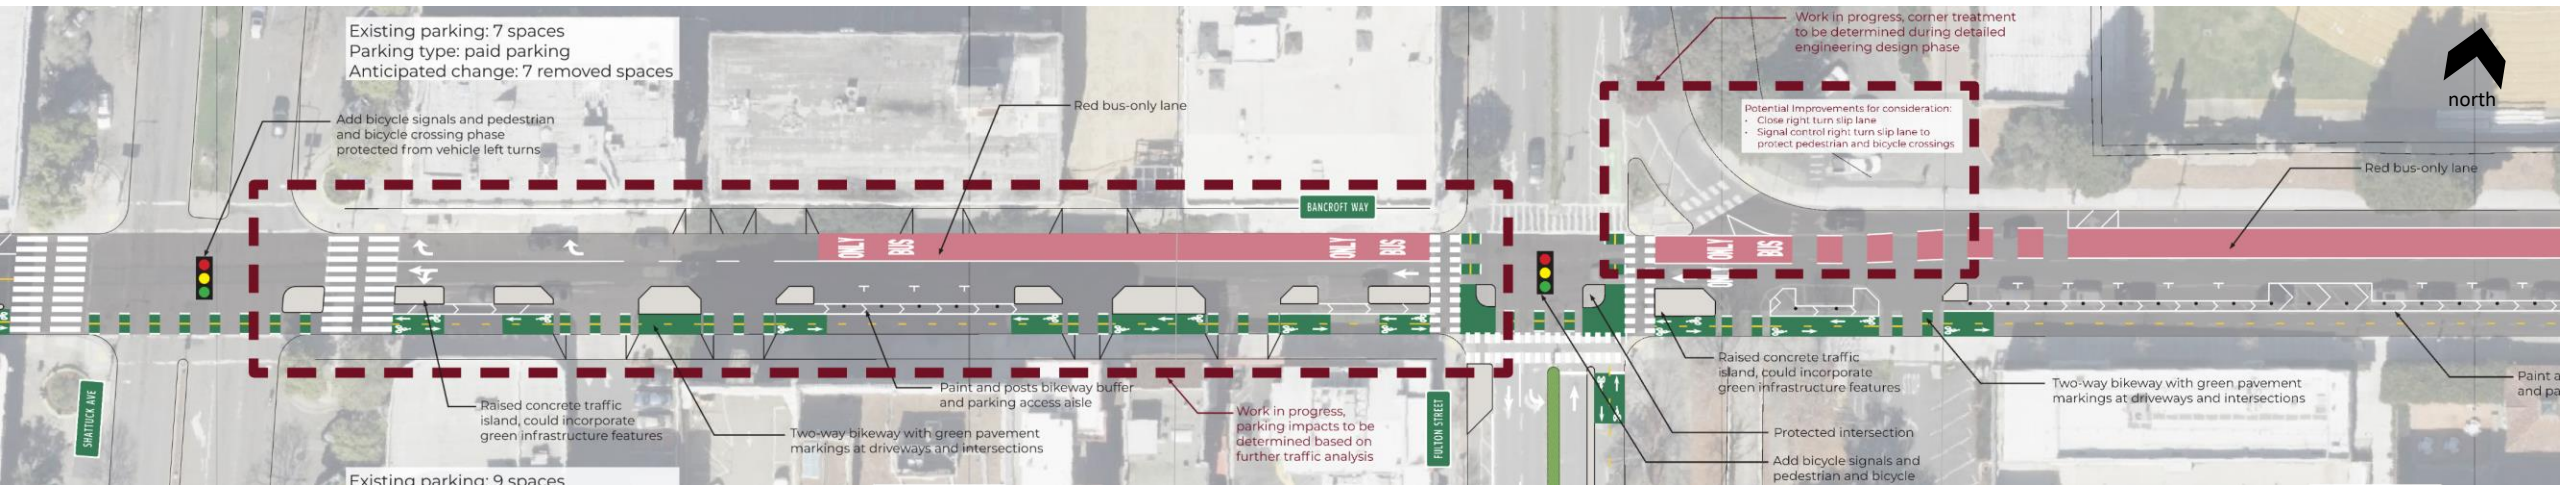 Existing parking: 7 spaces
Parking type: paid parking
Anticipated change: 7 removed spaces
Add bicycle signals and pedestrian
and bicycle crossing phase
protected from vehicle left turns
Red bus-only lane
BANCROFT WAY
Work in progress, corner treatment
to be determined during detailed
engineering design phase
Potential Improvements for consideration:
• Close right turn slip lane
• Signal control right turn slip lane to
protect pedestrian and bicycle crossings
north
Red bus-only lane
ONLY
BUS
ONLY
BUS
ONLY
BUS
ONLY
SHATTUCK AVE
Raised concrete traffic
island, could incorporate
green infrastructure features
Paint and posts bikeway buffer
and parking access aisle
Two-way bikeway with green pavement
markings at driveways and intersections
Work in progress,
parking impacts to be
determined based on
further traffic analysis
FULTON STREET
Raised concrete traffic
island, could incorporate
green infrastructure features
Protected intersection
Add bicycle signals and
pedestrian and bicycle
Two-way bikeway with green pavement
markings at driveways and intersections
Paint a
and pa
Existing parking: 9 spaces